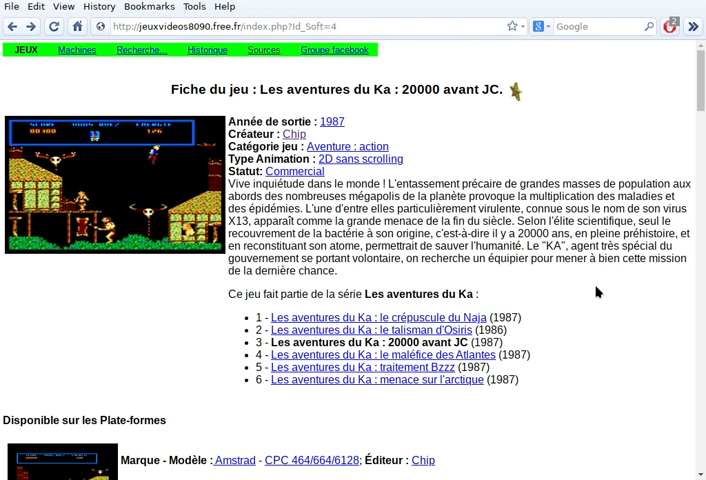 File Edit View History Bookmarks Tools Help
http://jeuxvideos8090.free.fr/index.php?Id_Soft=4
Google
2
JEUX Machines Recherche... Historique Sources Groupe facebook
Fiche du jeu : Les aventures du Ka : 20000 avant JC.
SCORE VOUS AVEZ ENERGIE
00300 126
Année de sortie : 1987
Créateur : Chip
Catégorie jeu : Aventure : action
Type Animation : 2D sans scrolling
Statut: Commercial
Vive inquiétude dans le monde ! L'entassement précaire de grandes masses de population aux
abords des nombreuses mégapolis de la planète provoque la multiplication des maladies et
des épidémies. L'une d'entre elles particulièrement virulente, connue sous le nom de son virus
X13, apparaît comme la grande menace de la fin du siècle. Selon l'élite scientifique, seul le
recouvrement de la bactérie à son origine, c'est-à-dire il y a 20000 ans, en pleine préhistoire, et
en reconstituant son atome, permettrait de sauver l'humanité. Le "KA", agent très spécial du
gouvernement se portant volontaire, on recherche un équipier pour mener à bien cette mission
de la dernière chance.
Ce jeu fait partie de la série Les aventures du Ka :
1 - Les aventures du Ka : le crépuscule du Naja (1987)
2 - Les aventures du Ka : le talisman d'Osiris (1986)
3 - Les aventures du Ka : 20000 avant JC (1987)
4 - Les aventures du Ka : le maléfice des Atlantes (1987)
5 - Les aventures du Ka : traitement Bzzz (1987)
6 - Les aventures du Ka : menace sur l'arctique (1987)
Disponible sur les Plate-formes
Marque - Modèle : Amstrad - CPC 464/664/6128; Éditeur : Chip